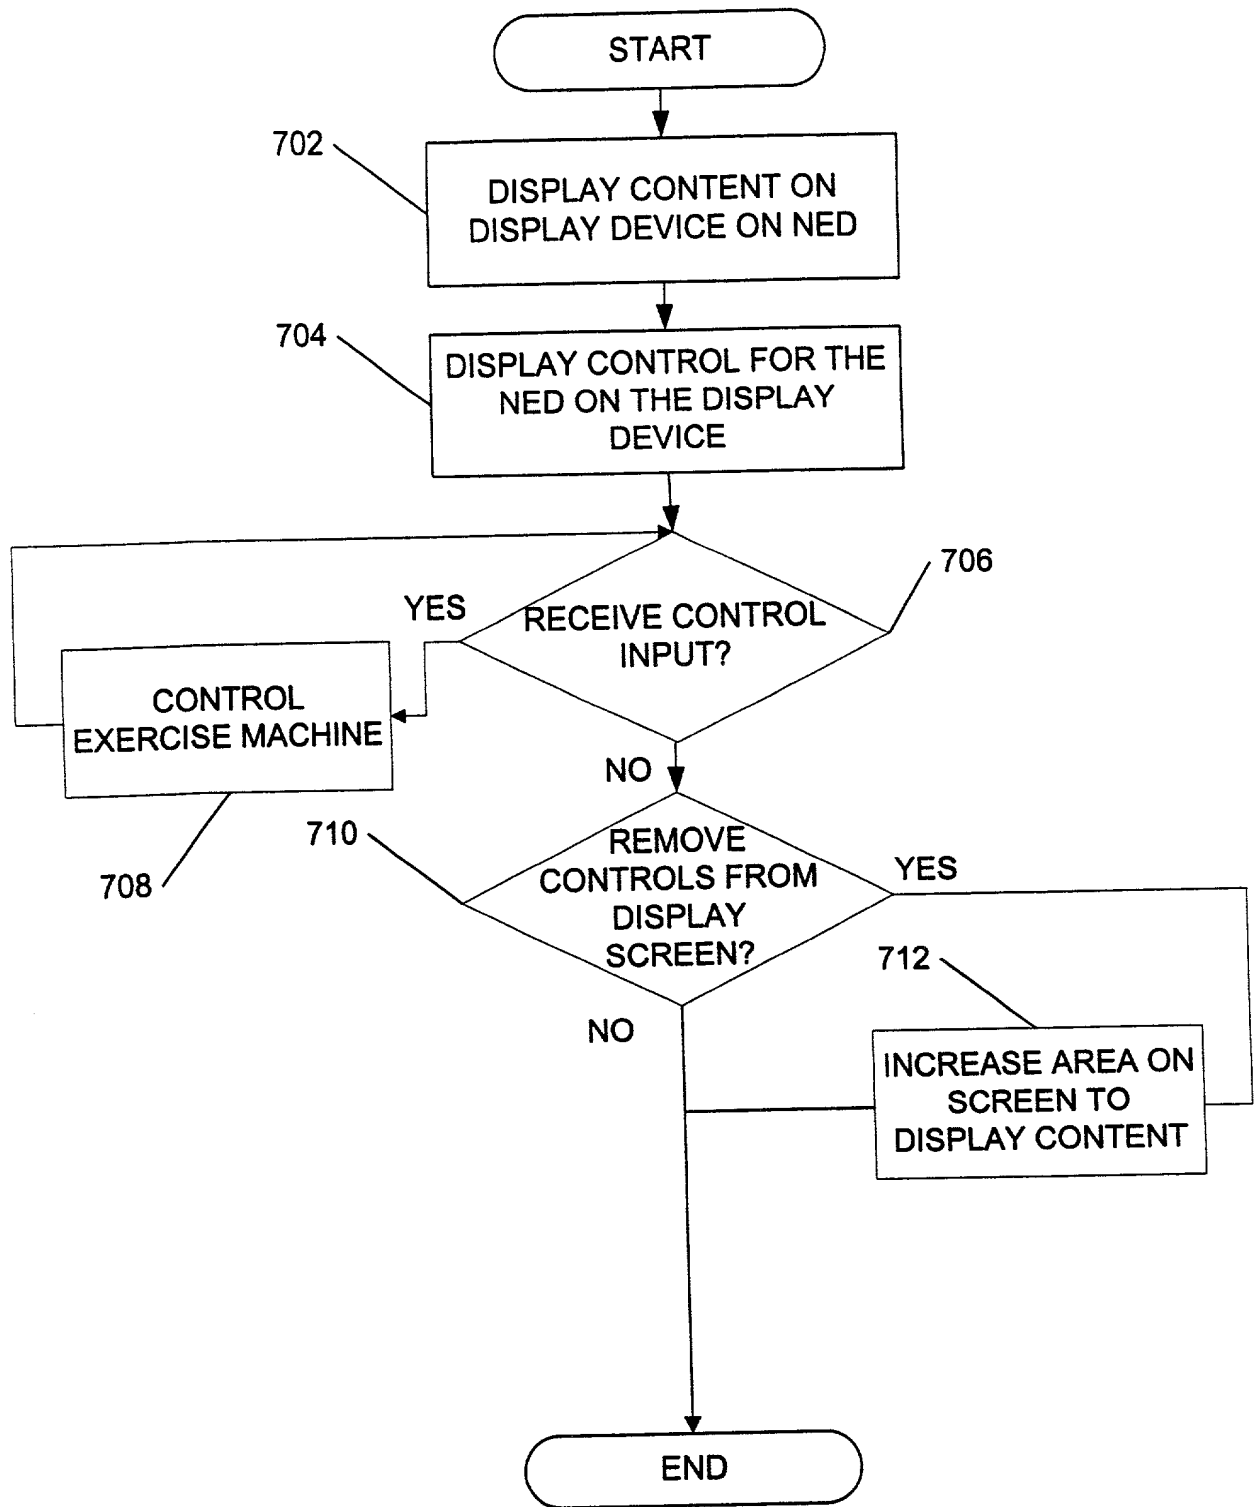 START
702
DISPLAY CONTENT ON
DISPLAY DEVICE ON NED
704
DISPLAY CONTROL FOR THE
NED ON THE DISPLAY
DEVICE
706
YES
RECEIVE CONTROL
INPUT?
CONTROL
EXERCISE MACHINE
708
NO
710
REMOVE
CONTROLS FROM
DISPLAY
SCREEN?
YES
712
NO
INCREASE AREA ON
SCREEN TO
DISPLAY CONTENT
END